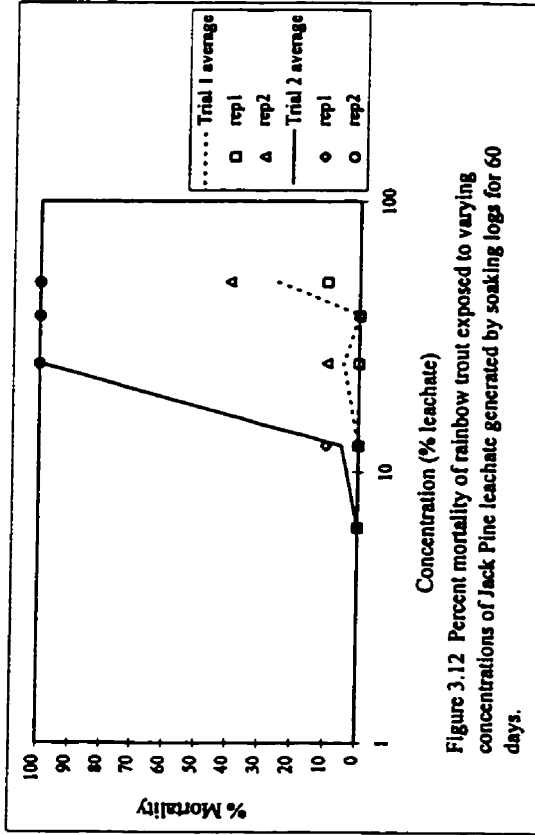 % Mortality
100
90
80
70
60
50
40
30
20
10
0
1
10
100
Concentration (% leachate)
Trial 1 average
rep1
rep2
Trial 2 average
rep1
rep2
Figure 3.12 Percent mortality of rainbow trout exposed to varying
concentrations of Jack Pine leachate generated by soaking logs for 60
days.